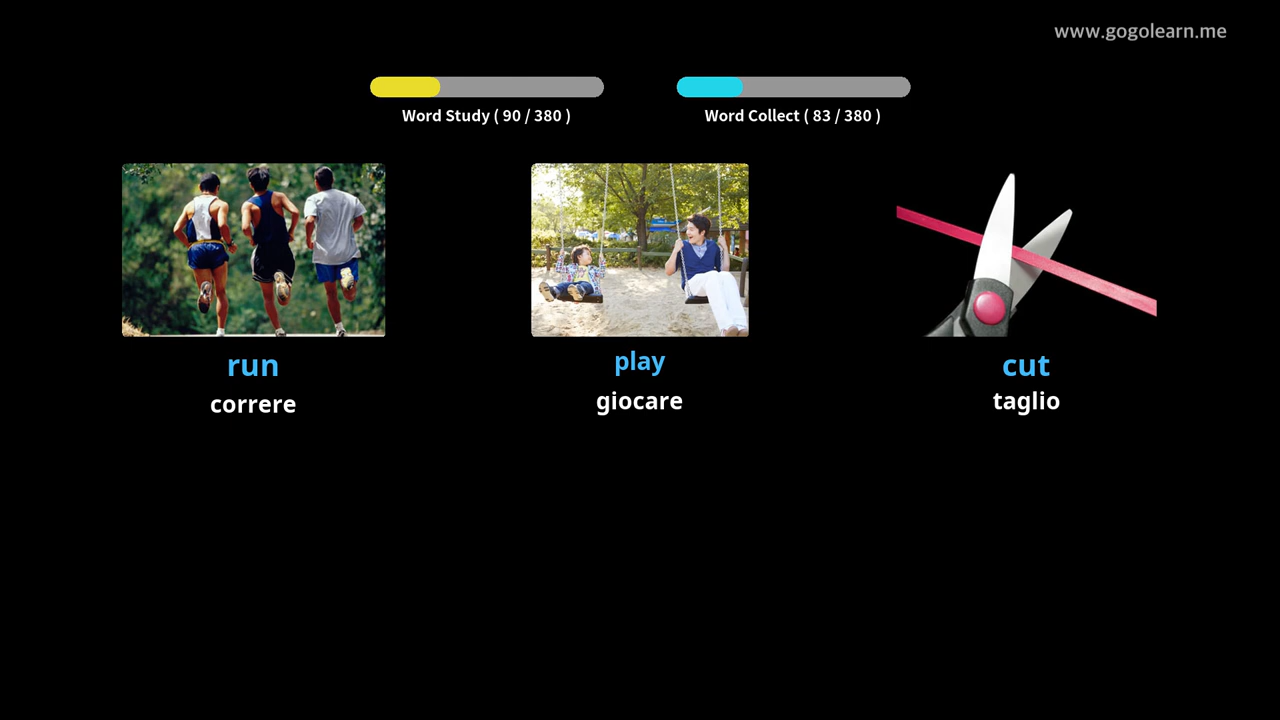 www.gogolearn.me
Word Study ( 90 / 380 )
Word Collect ( 83 / 380 )
run
play
cut
correre
giocare
taglio